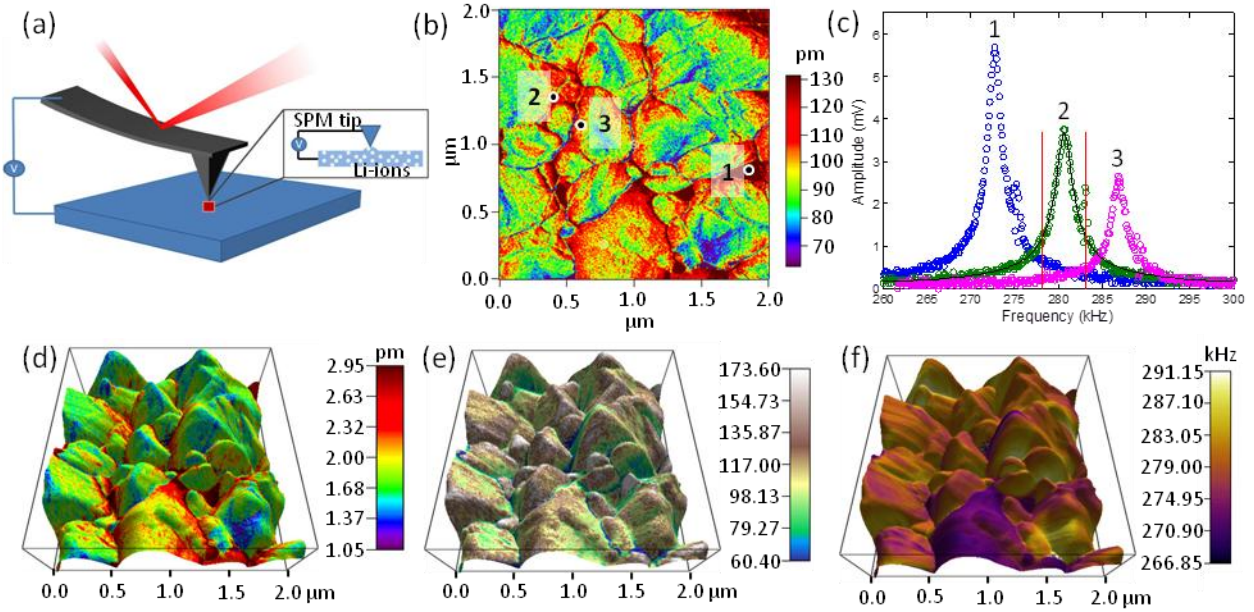 (a)
SPM tip
V
Li-ions
V
(b)
2.0
1.5
1.0
0.5
0.0
μm
2
3
1
0.0 0.5 1.0 1.5 2.0
μm
pm
130
120
110
100
90
80
70
(c)
Amplitude (mV)
6
5
4
3
2
1
0
1
2
3
260 265 270 275 280 285 290 295 300
Frequency (kHz)
(d)
pm
2.95
2.63
2.32
2.00
1.68
1.37
1.05
0.0 0.5 1.0 1.5 2.0 μm
(e)
173.60
154.73
135.87
117.00
98.13
79.27
60.40
0.0 0.5 1.0 1.5 2.0 μm
(f)
kHz
291.15
287.10
283.05
279.00
274.95
270.90
266.85
0.0 0.5 1.0 1.5 2.0 μm